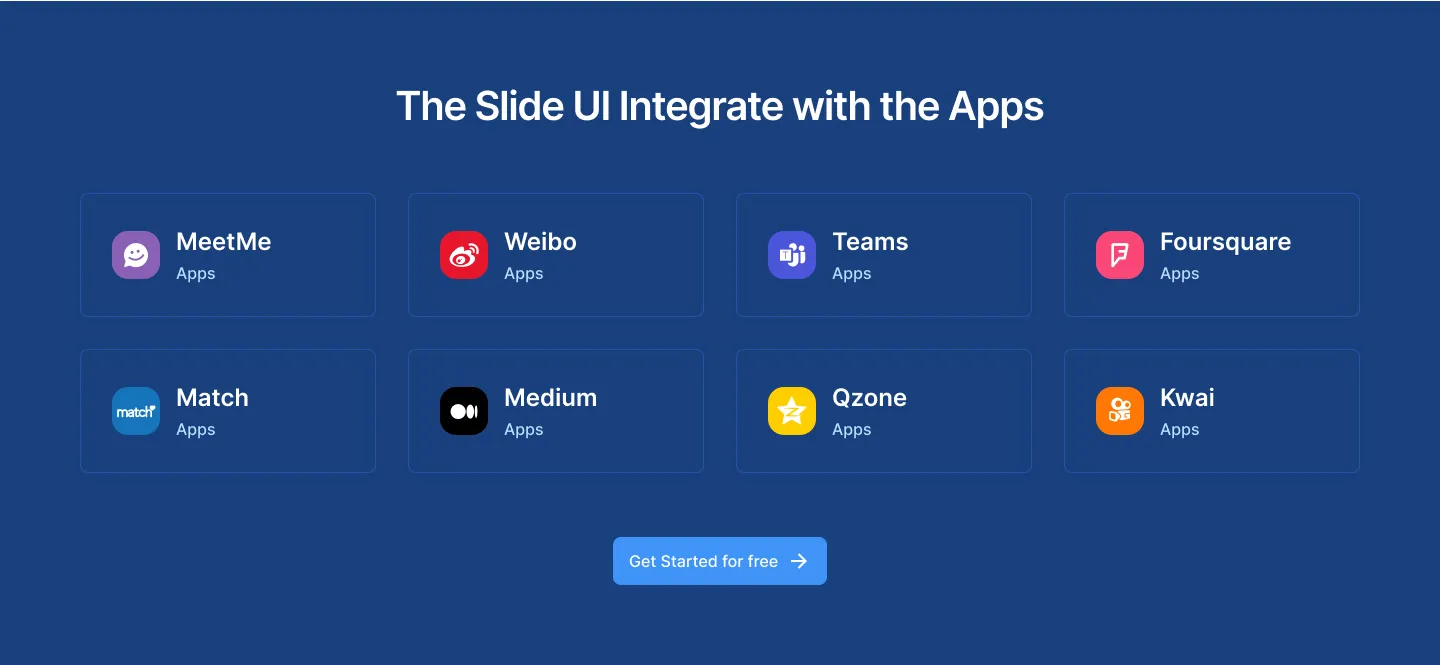 The Slide UI Integrate with the Apps
MeetMe
Apps
Weibo
Apps
Teams
Apps
Foursquare
Apps
match
Match
Apps
Medium
Apps
Qzone
Apps
Kwai
Apps
Get Started for free